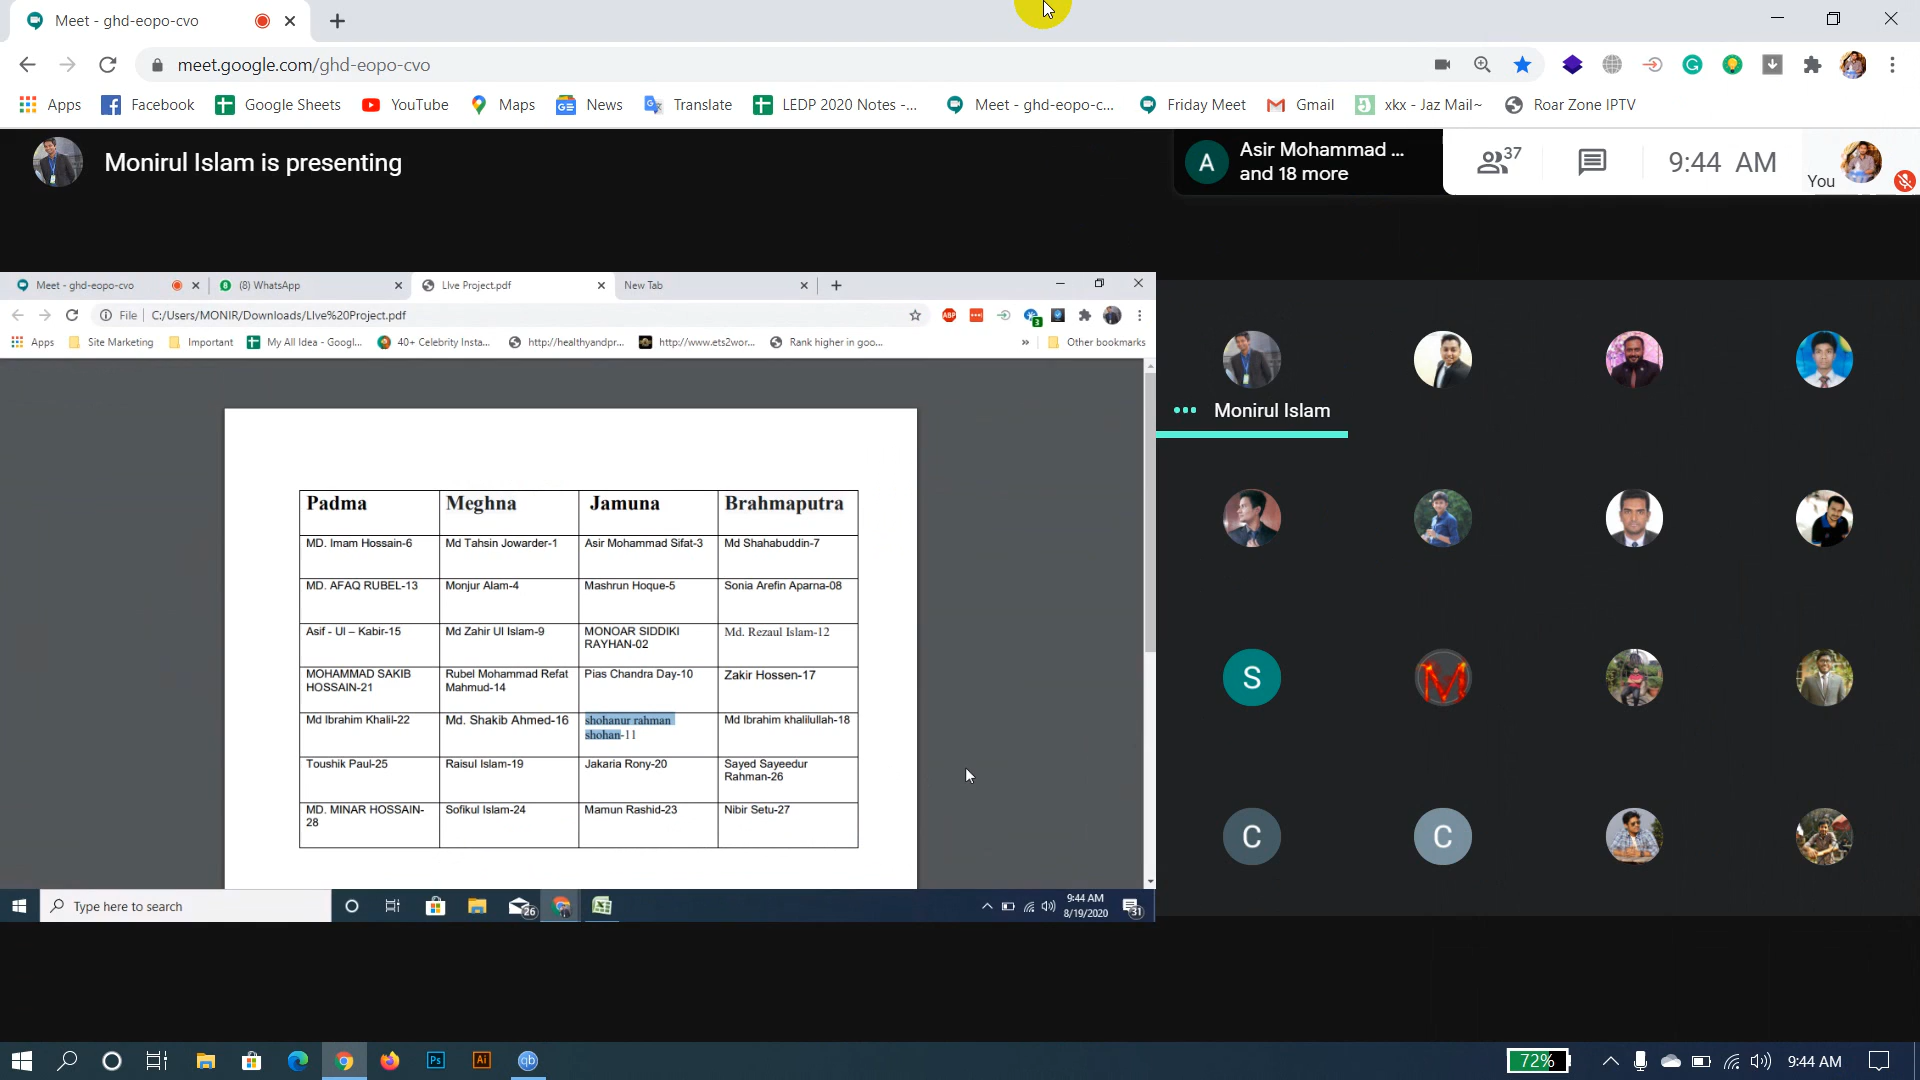 Meet - ghd-eopo-cvo
meet.google.com/ghd-eopo-cvo
Apps Facebook Google Sheets YouTube Maps News Translate LEDP 2020 Notes -... Meet - ghd-eopo-c... Friday Meet Gmail xkx - Jaz Mail~ Roar Zone IPTV
Monirul Islam is presenting
A
Asir Mohammad ...
and 18 more
37
9:44 AM
You
Meet - ghd-eopo-cvo (8) WhatsApp LIve Project.pdf New Tab
File C:/Users/MONIR/Downloads/LIve%20Project.pdf
ABP
3
Apps Site Marketing Important My All Idea - Googl... 40+ Celebrity Insta... http://healthyandpr... http://www.ets2wor... Rank higher in goo... » Other bookmarks
Padma Meghna Jamuna Brahmaputra
MD. Imam Hossain-6 Md Tahsin Jowarder-1 Asir Mohammad Sifat-3 Md Shahabuddin-7
MD. AFAQ RUBEL-13 Monjur Alam-4 Mashrun Hoque-5 Sonia Arefin Aparna-08
Asif - Ul – Kabir-15 Md Zahir Ul Islam-9 MONOAR SIDDIKI Md. Rezaul Islam-12
RAYHAN-02
MOHAMMAD SAKIB Rubel Mohammad Refat Pias Chandra Day-10 Zakir Hossen-17
HOSSAIN-21 Mahmud-14
Md Ibrahim Khalil-22 Md. Shakib Ahmed-16 shohanur rahman Md Ibrahim khalilullah-18
shohan-11
Toushik Paul-25 Raisul Islam-19 Jakaria Rony-20 Sayed Sayeedur
Rahman-26
MD. MINAR HOSSAIN- Sofikul Islam-24 Mamun Rashid-23 Nibir Setu-27
28
Monirul Islam
S
M
C
C
Type here to search
26
9:44 AM
8/19/2020
31
Ps
Ai
qb
72%
9:44 AM